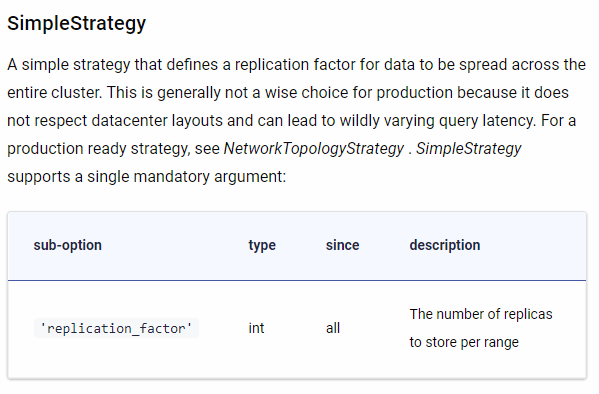 SimpleStrategy
A simple strategy that defines a replication factor for data to be spread across the
entire cluster. This is generally not a wise choice for production because it does
not respect datacenter layouts and can lead to wildly varying query latency. For a
production ready strategy, see NetworkTopologyStrategy . SimpleStrategy
supports a single mandatory argument:
sub-option type since description
'replication_factor' int all The number of replicas
to store per range